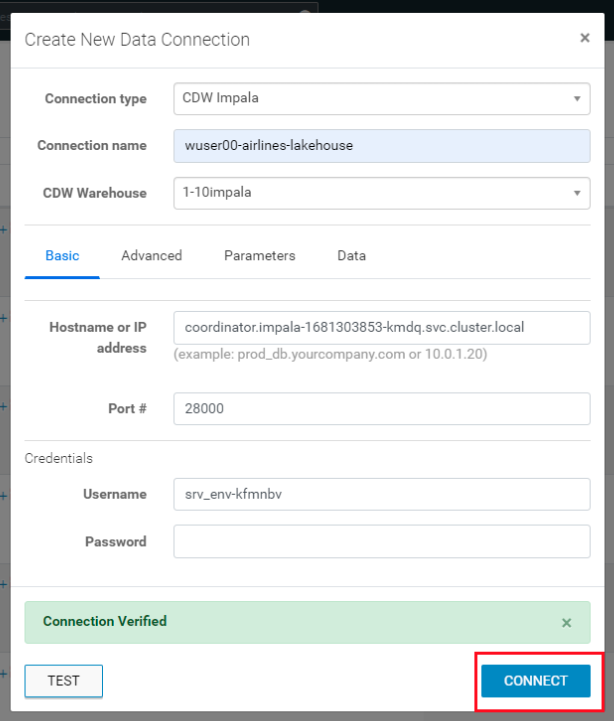 Create New Data Connection ×
Connection type CDW Impala
Connection name wuser00-airlines-lakehouse
CDW Warehouse 1-10impala
Basic Advanced Parameters Data
Hostname or IP address coordinator.impala-1681303853-kmdq.svc.cluster.local
(example: prod_db.yourcompany.com or 10.0.1.20)
Port # 28000
Credentials
Username srv_env-kfmnbv
Password
Connection Verified ×
TEST CONNECT